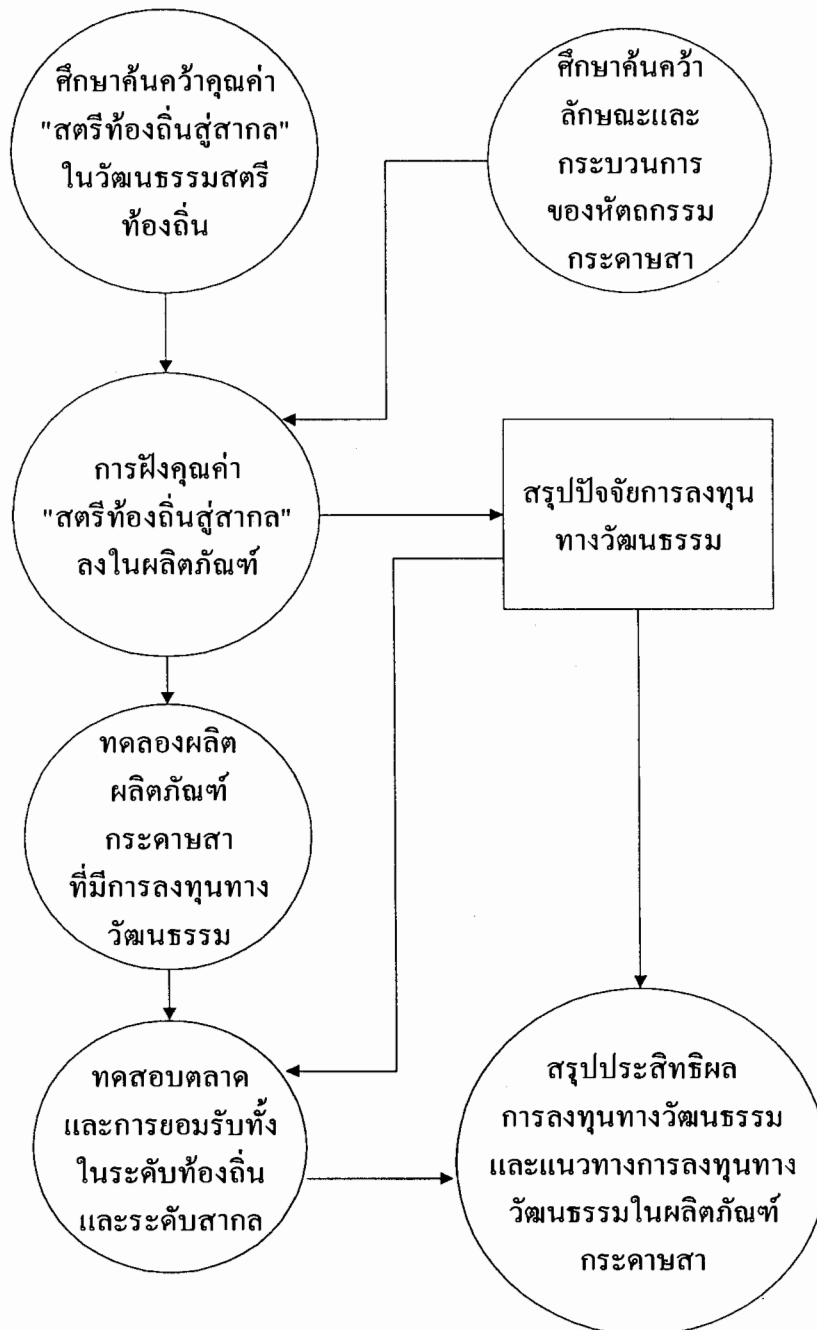 ศึกษาค้นคว้าคุณค่า
"สตรีท้องถิ่นสู่สากล"
ในวัฒนธรรมสตรี
ท้องถิ่น
ศึกษาค้นคว้า
ลักษณะและ
กระบวนการ
ของหัตถกรรม
กระดาษสา
การฝังคุณค่า
"สตรีท้องถิ่นสู่สากล"
ลงในผลิตภัณฑ์
สรุปปัจจัยการลงทุน
ทางวัฒนธรรม
ทดลองผลิต
ผลิตภัณฑ์
กระดาษสา
ที่มีการลงทุนทาง
วัฒนธรรม
ทดสอบตลาด
และการยอมรับทั้ง
ในระดับท้องถิ่น
และระดับสากล
สรุปประสิทธิผล
การลงทุนทางวัฒนธรรม
และแนวทางการลงทุนทาง
วัฒนธรรมในผลิตภัณฑ์
กระดาษสา